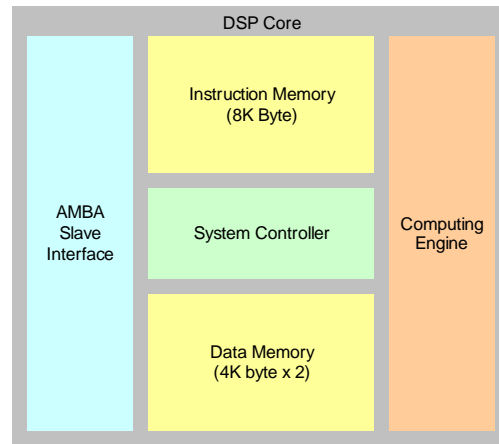 DSP Core
Instruction Memory
(8K Byte)
AMBA
Slave
Interface
System Controller
Computing
Engine
Data Memory
(4K byte x 2)